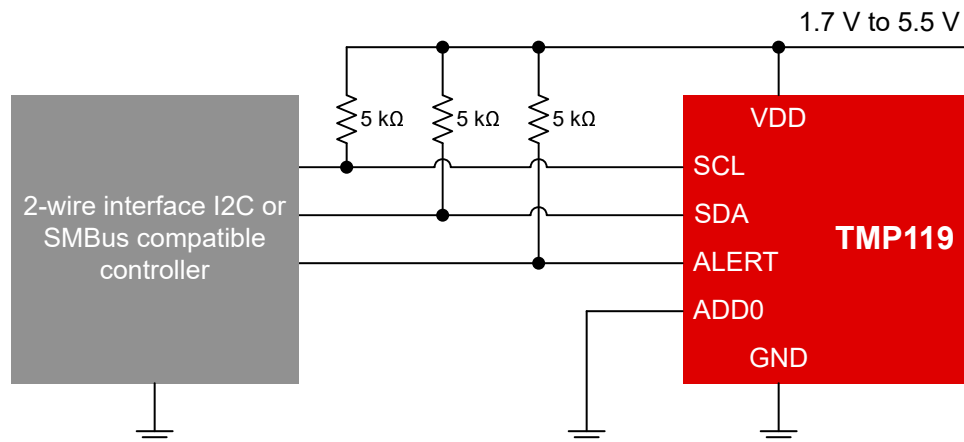 1.7 V to 5.5 V
5 kΩ
5 kΩ
5 kΩ
VDD
SCL
SDA
ALERT
ADD0
GND
TMP119
2-wire interface I2C or
SMBus compatible
controller